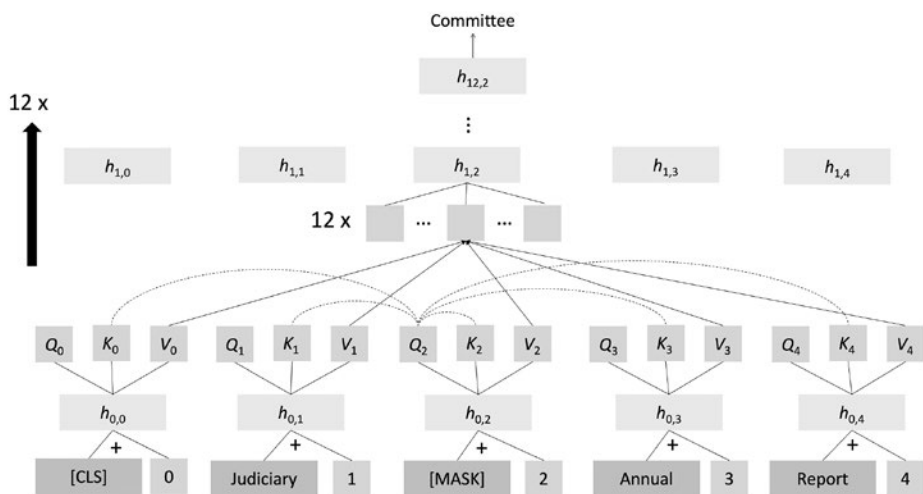 Committee
h12,2
12 x
⋮
h1,0 h1,1 h1,2 h1,3 h1,4
12 x ... ...
Q0 K0 V0 Q1 K1 V1 Q2 K2 V2 Q3 K3 V3 Q4 K4 V4
h0,0 h0,1 h0,2 h0,3 h0,4
+ + + + +
[CLS] 0 Judiciary 1 [MASK] 2 Annual 3 Report 4